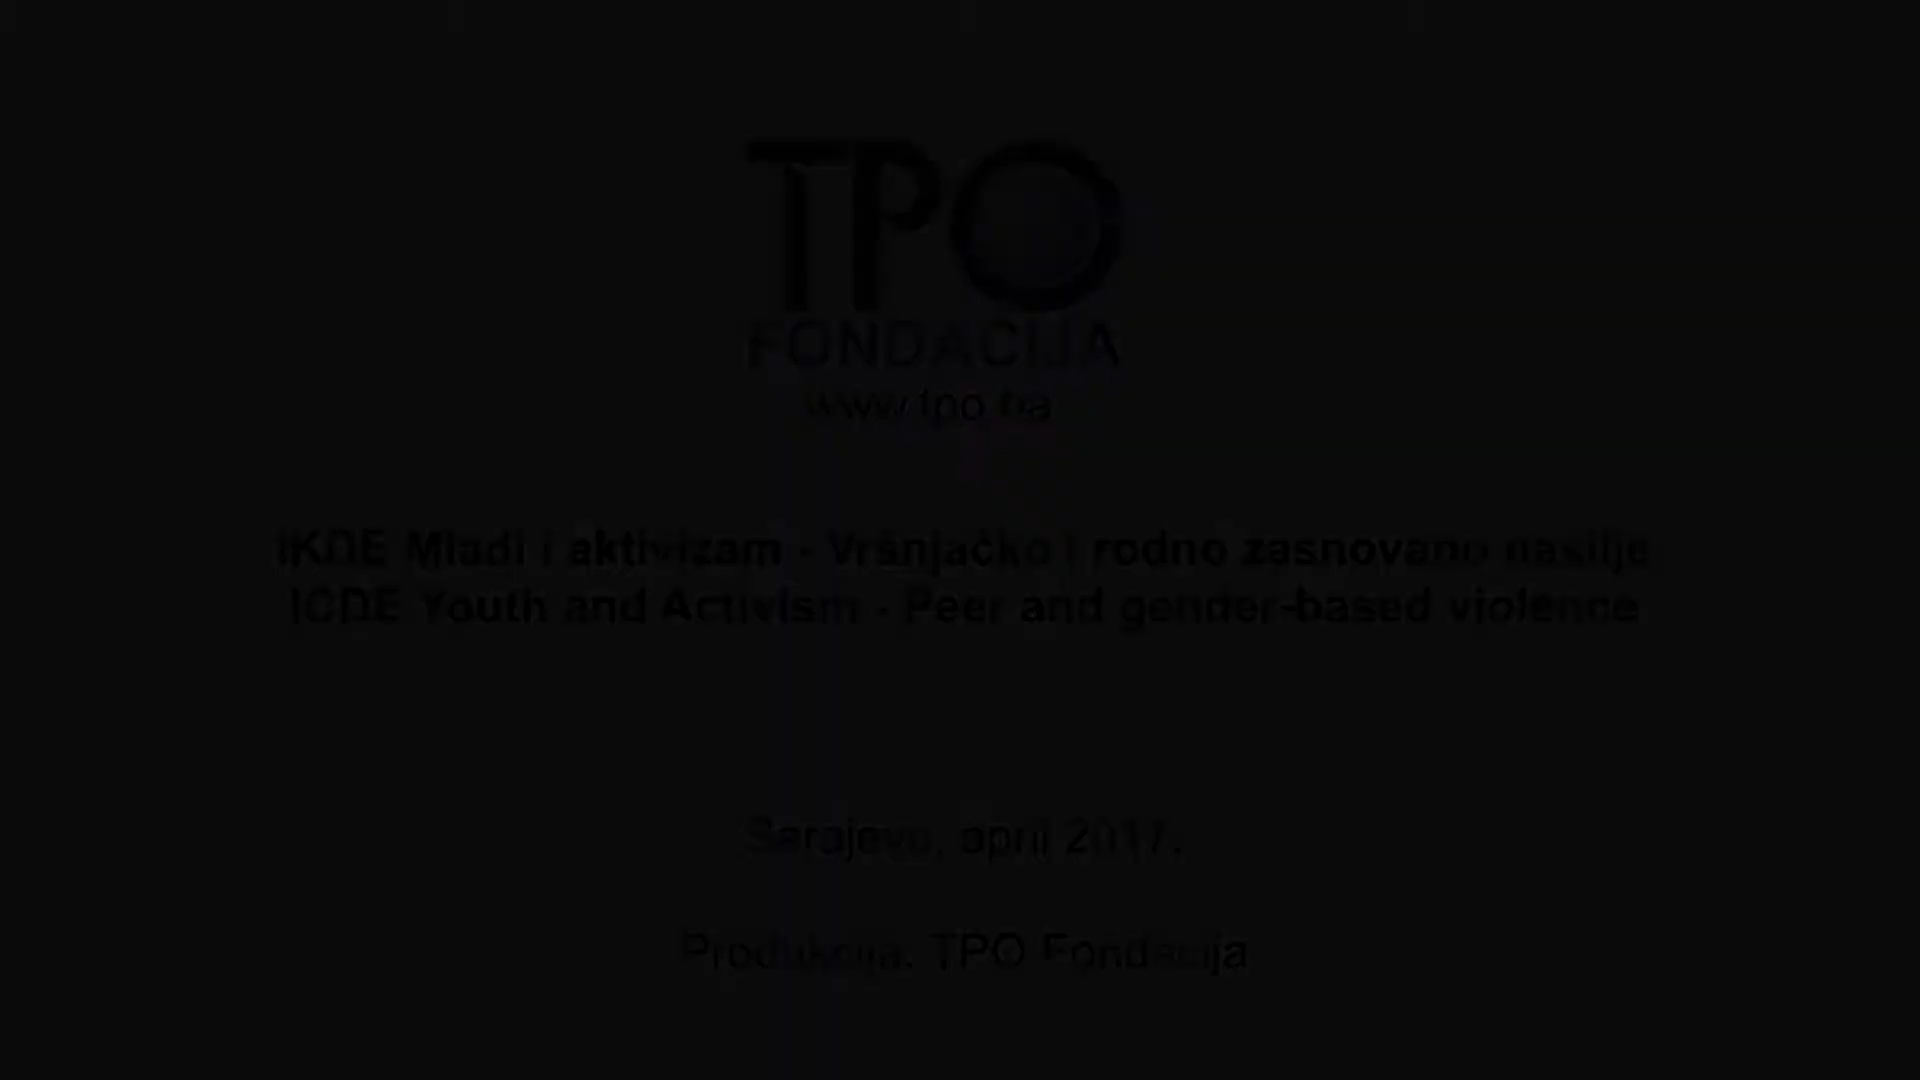 TPO
FONDACIJA
www.tpo.ba
IKDE Mladi i aktivizam - Vršnjačko i rodno zasnovano nasilje
ICDE Youth and Activism - Peer and gender-based violence
Sarajevo, april 2017.
Produkcija: TPO Fondacija